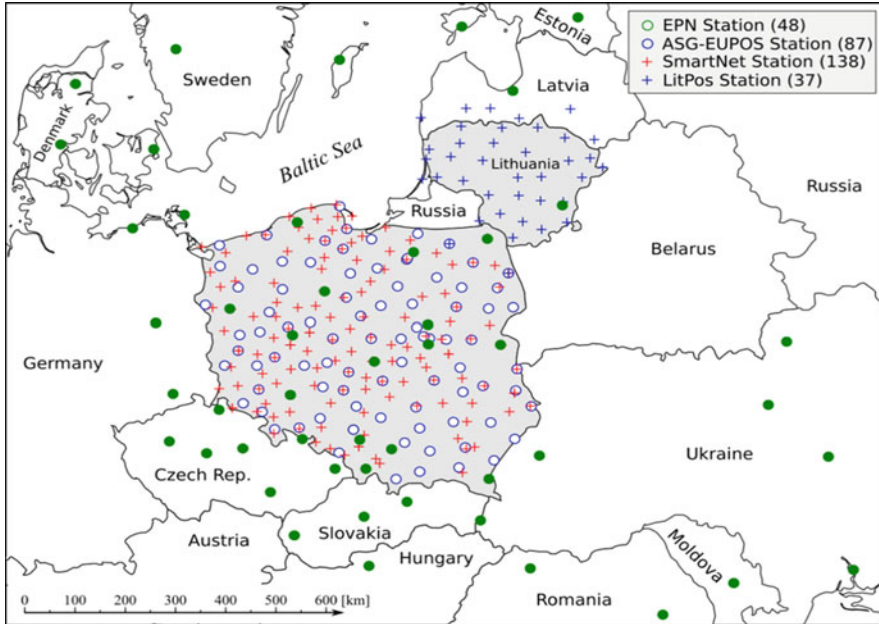 Estonia
EPN Station (48)
ASG-EUPOS Station (87)
SmartNet Station (138)
LitPos Station (37)
Sweden
Latvia
Denmark
Baltic Sea
Lithuania
Russia
Russia
Belarus
Germany
Ukraine
Czech Rep.
Slovakia
Austria
Hungary
Moldova
Romania
0 100 200 300 400 500 600 [km]